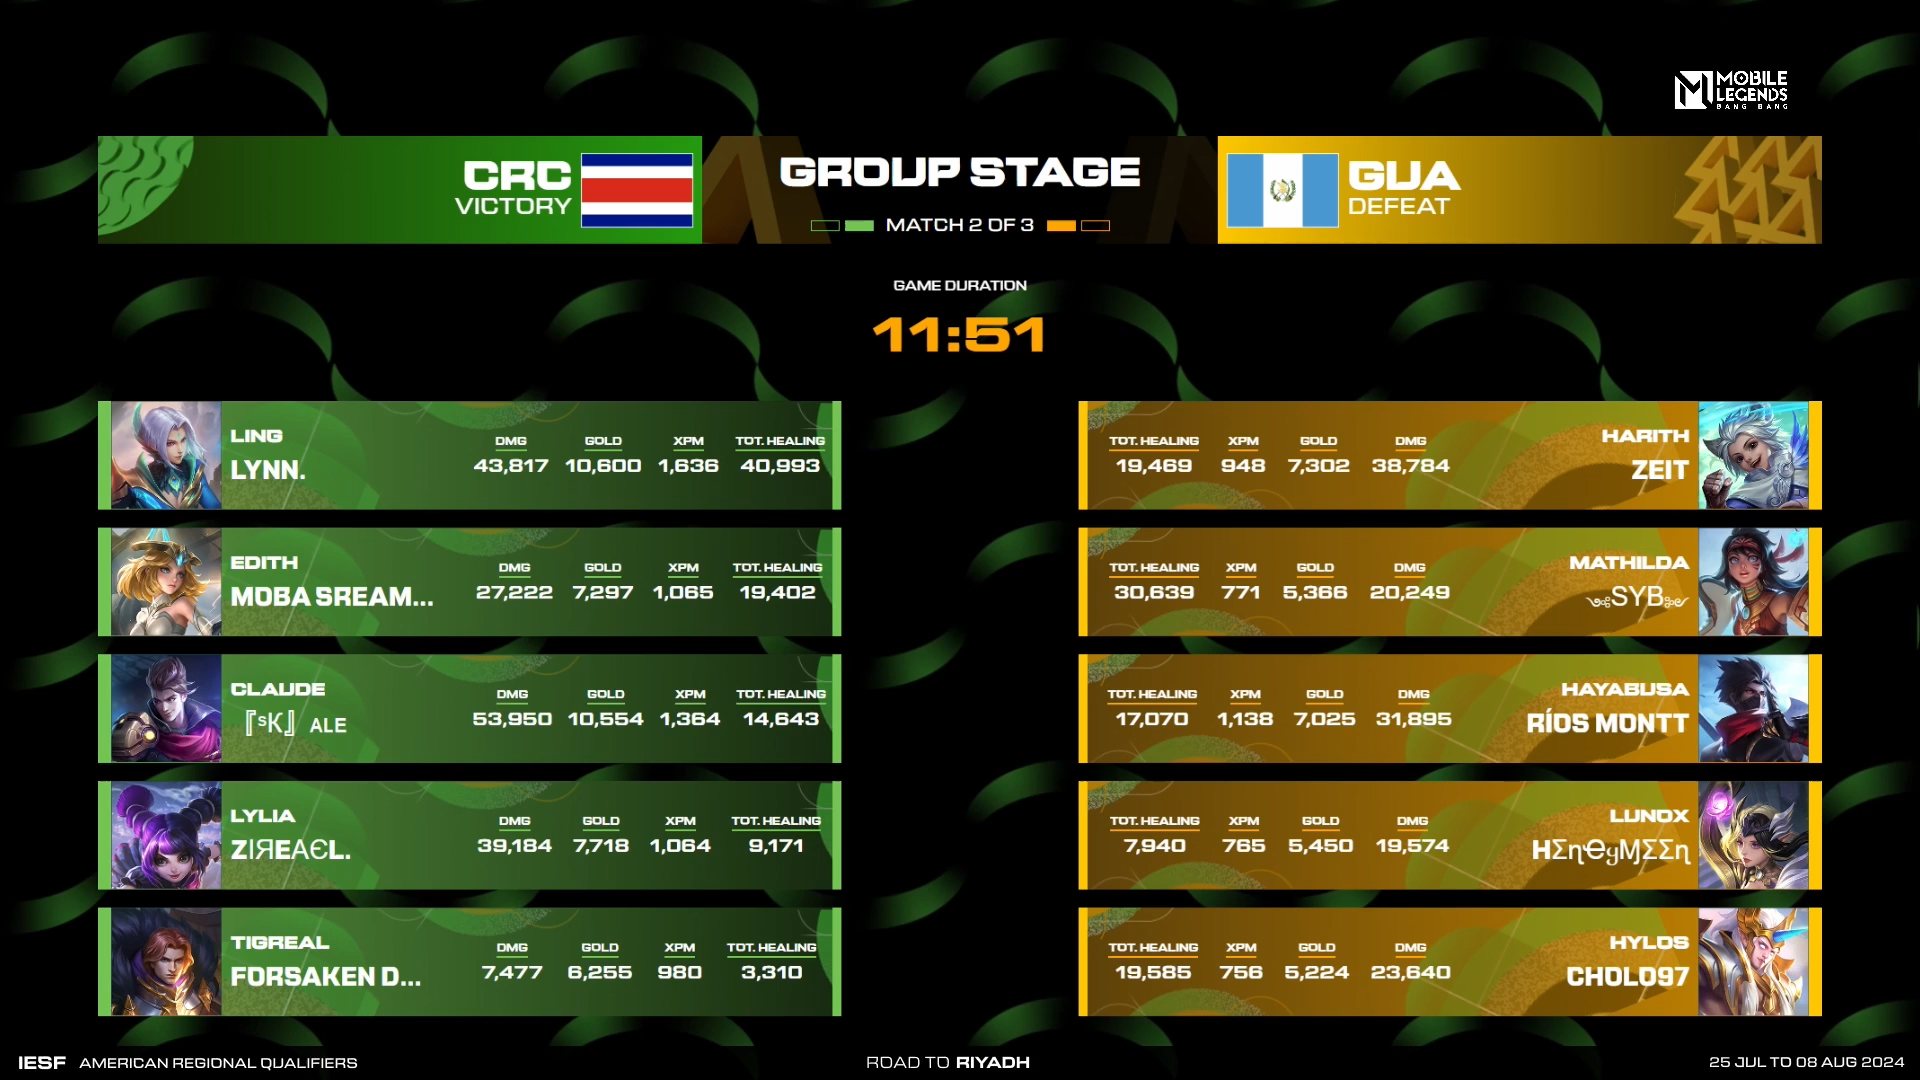 MOBILE
LEGENDS
BANG BANG
CRC
VICTORY
GROUP STAGE
MATCH 2 OF 3
GUA
DEFEAT
GAME DURATION
11:51
LING
LYNN.
DMG GOLD XPM TOT. HEALING
43,817 10,600 1,636 40,993
TOT. HEALING XPM GOLD DMG
19,469 948 7,302 38,784
HARITH
ZEIT
EDITH
MOBA SREAM...
DMG GOLD XPM TOT. HEALING
27,222 7,297 1,065 19,402
TOT. HEALING XPM GOLD DMG
30,639 771 5,366 20,249
MATHILDA
SYB
CLAUDE
『ˢK』 ALE
DMG GOLD XPM TOT. HEALING
53,950 10,554 1,364 14,643
TOT. HEALING XPM GOLD DMG
17,070 1,138 7,025 31,895
HAYABUSA
RÍOS MONTT
LYLIA
ZIЯEAЄL.
DMG GOLD XPM TOT. HEALING
39,184 7,718 1,064 9,171
TOT. HEALING XPM GOLD DMG
7,940 765 5,450 19,574
LUNOX
TIGREAL
FORSAKEN D...
DMG GOLD XPM TOT. HEALING
7,477 6,255 980 3,310
TOT. HEALING XPM GOLD DMG
19,585 756 5,224 23,640
HYLOS
CHOLO97
IESF AMERICAN REGIONAL QUALIFIERS
ROAD TO RIYADH
25 JUL TO 08 AUG 2024